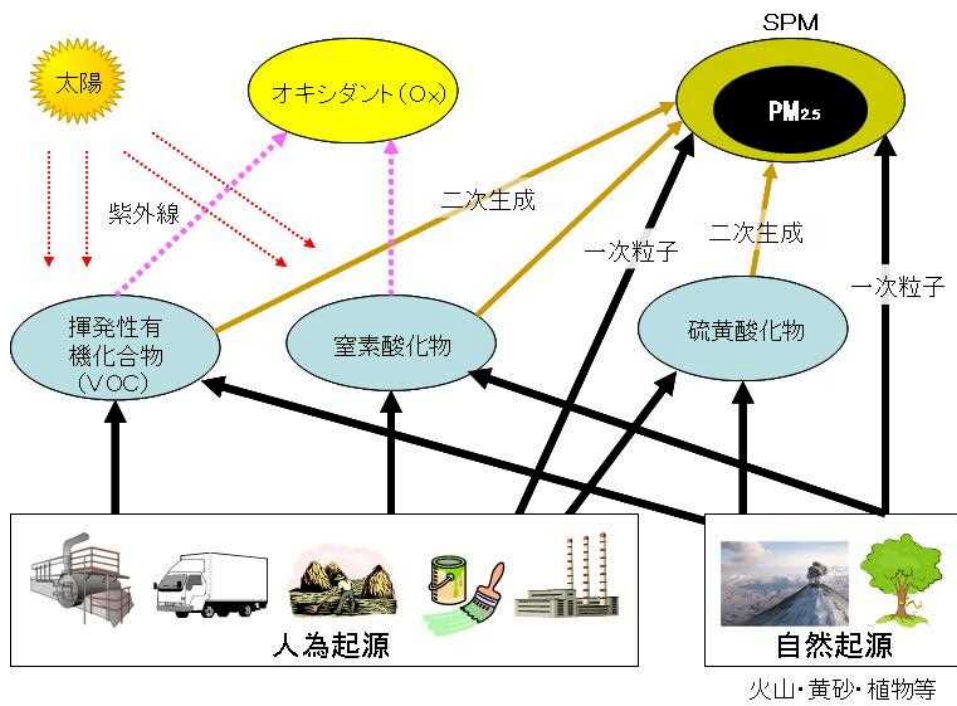 SPM
太陽
オキシダント(Ox)
PM2.5
紫外線
二次生成
一次粒子
二次生成
一次粒子
揮発性有
機化合物
(VOC)
窒素酸化物
硫黄酸化物
人為起源
自然起源
火山・黄砂・植物等